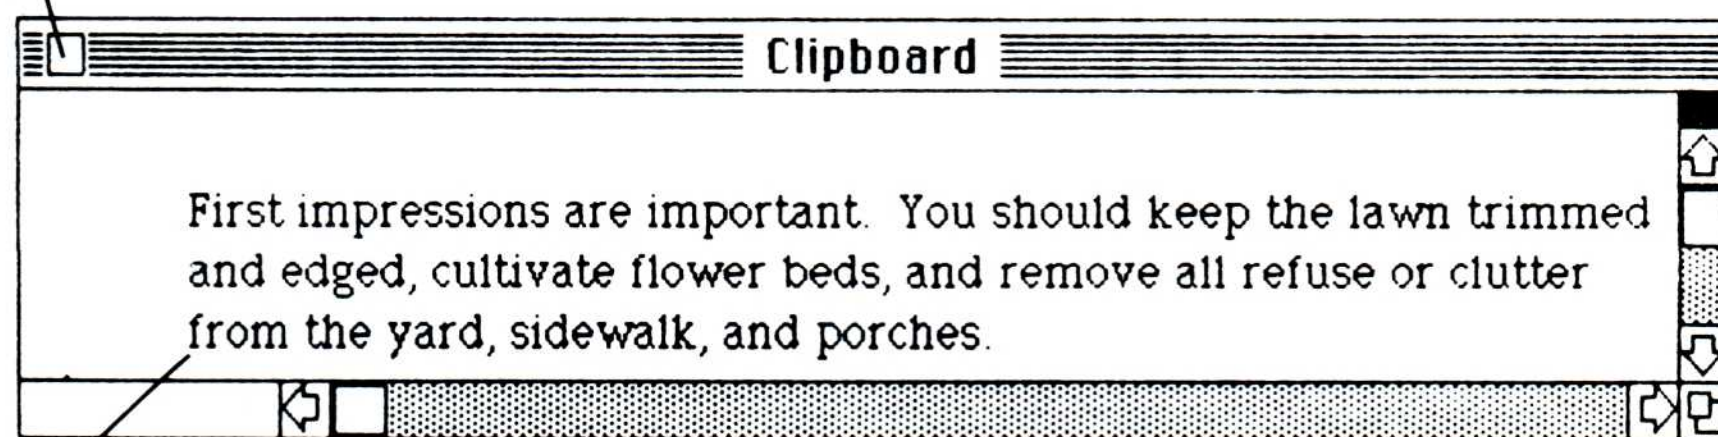 Clipboard
First impressions are important.  You should keep the lawn trimmed
and edged, cultivate flower beds, and remove all refuse or clutter
from the yard, sidewalk, and porches.